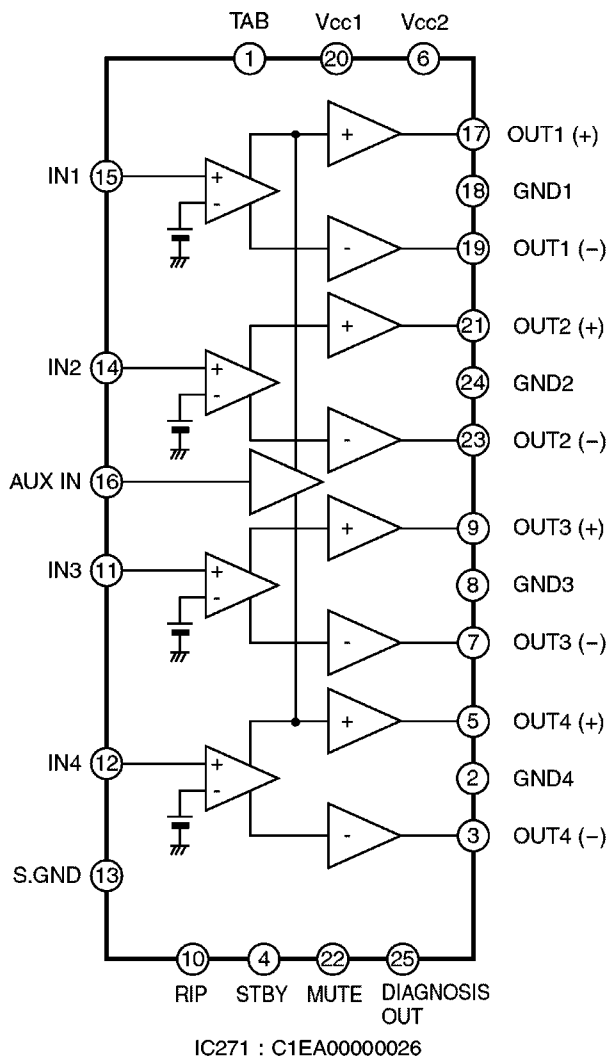 TAB Vcc1 Vcc2
1 20 6
+ 17 OUT1 (+)
IN1 15 + -
18 GND1
- 19 OUT1 (−)
+ 21 OUT2 (+)
IN2 14 + -
24 GND2
- 23 OUT2 (−)
AUX IN 16
+ 9 OUT3 (+)
IN3 11 + -
8 GND3
- 7 OUT3 (−)
+ 5 OUT4 (+)
IN4 12 + -
2 GND4
- 3 OUT4 (−)
S.GND 13
10 4 22 25
RIP STBY MUTE DIAGNOSIS
OUT
IC271 : C1EA00000026